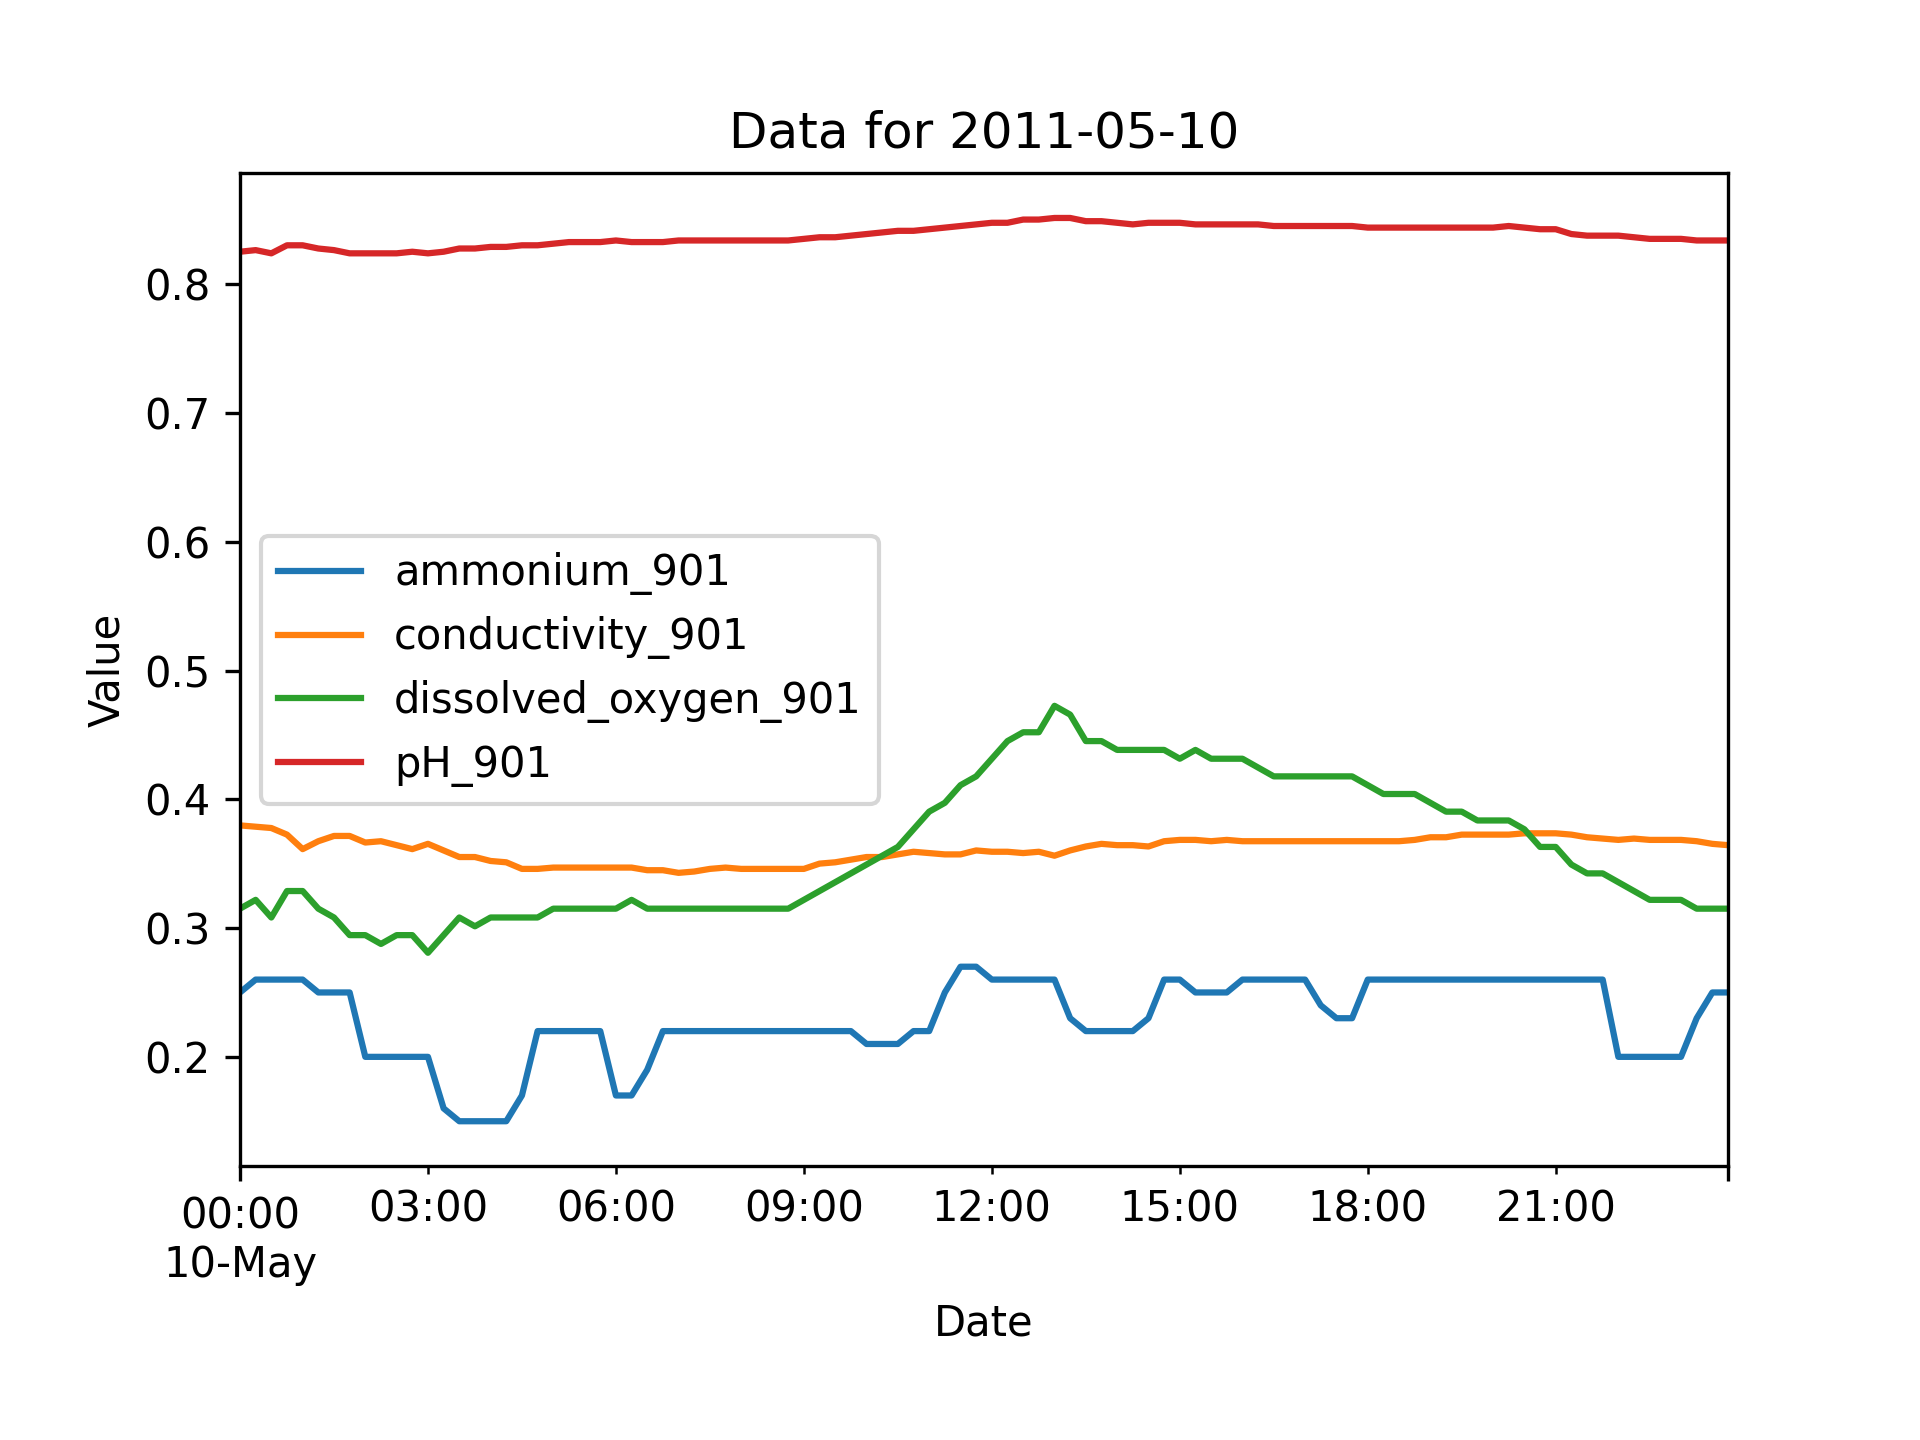 Data for 2011-05-10
Value
0.8
0.7
0.6
0.5
0.4
0.3
0.2
ammonium_901
conductivity_901
dissolved_oxygen_901
pH_901
00:00 03:00 06:00 09:00 12:00 15:00 18:00 21:00
10-May
Date